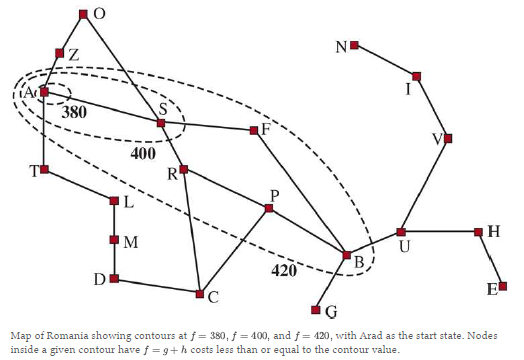 O
N
Z
I
A
380
S
F
V
400
T
R
L
P
M
U
H
B
420
D
C
E
G
Map of Romania showing contours at f = 380, f = 400, and f = 420, with Arad as the start state. Nodes
inside a given contour have f = g + h costs less than or equal to the contour value.